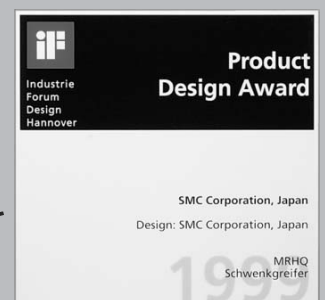 iF
Product
Design Award
Industrie
Forum
Design
Hannover
SMC Corporation, Japan
Design: SMC Corporation, Japan
MRHQ
Schwenkgreifer
1999